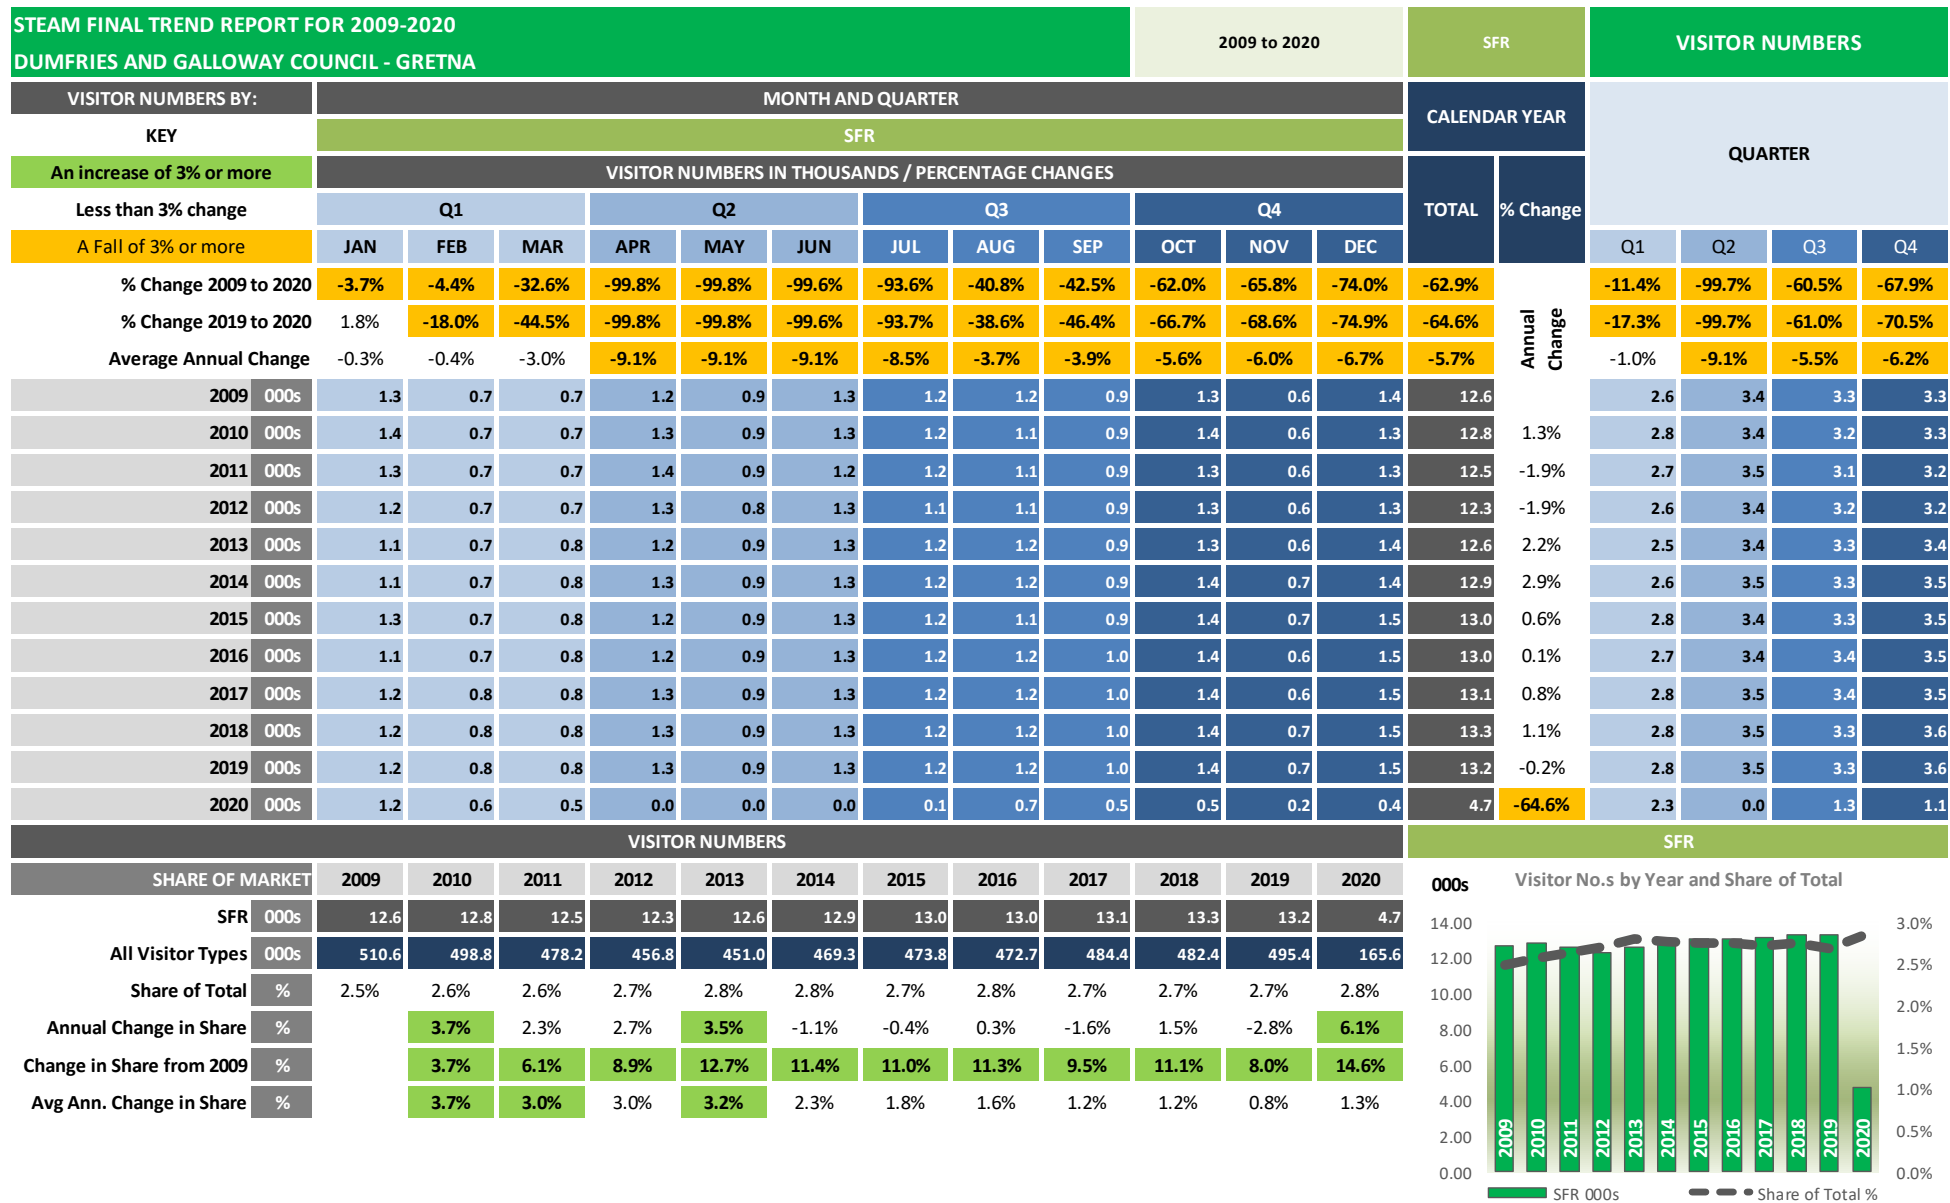 STEAM FINAL TREND REPORT FOR 2009-2020
DUMFRIES AND GALLOWAY COUNCIL - GRETNA
2009 to 2020
SFR
VISITOR NUMBERS
VISITOR NUMBERS BY: MONTH AND QUARTER CALENDAR YEAR QUARTER
KEY SFR
An increase of 3% or more VISITOR NUMBERS IN THOUSANDS / PERCENTAGE CHANGES
Less than 3% change Q1 Q2 Q3 Q4 TOTAL % Change
A Fall of 3% or more JAN FEB MAR APR MAY JUN JUL AUG SEP OCT NOV DEC Q1 Q2 Q3 Q4
% Change 2009 to 2020 -3.7% -4.4% -32.6% -99.8% -99.8% -99.6% -93.6% -40.8% -42.5% -62.0% -65.8% -74.0% -62.9% -11.4% -99.7% -60.5% -67.9%
% Change 2019 to 2020 1.8% -18.0% -44.5% -99.8% -99.8% -99.6% -93.7% -38.6% -46.4% -66.7% -68.6% -74.9% -64.6% -17.3% -99.7% -61.0% -70.5%
Average Annual Change -0.3% -0.4% -3.0% -9.1% -9.1% -9.1% -8.5% -3.7% -3.9% -5.6% -6.0% -6.7% -5.7% -1.0% -9.1% -5.5% -6.2%
Annual
Change
2009 000s 1.3 0.7 0.7 1.2 0.9 1.3 1.2 1.2 0.9 1.3 0.6 1.4 12.6 2.6 3.4 3.3 3.3
2010 000s 1.4 0.7 0.7 1.3 0.9 1.3 1.2 1.1 0.9 1.4 0.6 1.3 12.8 1.3% 2.8 3.4 3.2 3.3
2011 000s 1.3 0.7 0.7 1.4 0.9 1.2 1.2 1.1 0.9 1.3 0.6 1.3 12.5 -1.9% 2.7 3.5 3.1 3.2
2012 000s 1.2 0.7 0.7 1.3 0.8 1.3 1.1 1.1 0.9 1.3 0.6 1.3 12.3 -1.9% 2.6 3.4 3.2 3.2
2013 000s 1.1 0.7 0.8 1.2 0.9 1.3 1.2 1.2 0.9 1.3 0.6 1.4 12.6 2.2% 2.5 3.4 3.3 3.4
2014 000s 1.1 0.7 0.8 1.3 0.9 1.3 1.2 1.2 0.9 1.4 0.7 1.4 12.9 2.9% 2.6 3.5 3.3 3.5
2015 000s 1.3 0.7 0.8 1.2 0.9 1.3 1.2 1.1 0.9 1.4 0.7 1.5 13.0 0.6% 2.8 3.4 3.3 3.5
2016 000s 1.1 0.7 0.8 1.2 0.9 1.3 1.2 1.2 1.0 1.4 0.6 1.5 13.0 0.1% 2.7 3.4 3.4 3.5
2017 000s 1.2 0.8 0.8 1.3 0.9 1.3 1.2 1.2 1.0 1.4 0.6 1.5 13.1 0.8% 2.8 3.5 3.4 3.5
2018 000s 1.2 0.8 0.8 1.3 0.9 1.3 1.2 1.2 1.0 1.4 0.7 1.5 13.3 1.1% 2.8 3.5 3.3 3.6
2019 000s 1.2 0.8 0.8 1.3 0.9 1.3 1.2 1.2 1.0 1.4 0.7 1.5 13.2 -0.2% 2.8 3.5 3.3 3.6
2020 000s 1.2 0.6 0.5 0.0 0.0 0.0 0.1 0.7 0.5 0.5 0.2 0.4 4.7 -64.6% 2.3 0.0 1.3 1.1
VISITOR NUMBERS
SHARE OF MARKET 2009 2010 2011 2012 2013 2014 2015 2016 2017 2018 2019 2020
SFR 000s 12.6 12.8 12.5 12.3 12.6 12.9 13.0 13.0 13.1 13.3 13.2 4.7
All Visitor Types 000s 510.6 498.8 478.2 456.8 451.0 469.3 473.8 472.7 484.4 482.4 495.4 165.6
Share of Total % 2.5% 2.6% 2.6% 2.7% 2.8% 2.8% 2.7% 2.8% 2.7% 2.7% 2.7% 2.8%
Annual Change in Share % 3.7% 2.3% 2.7% 3.5% -1.1% -0.4% 0.3% -1.6% 1.5% -2.8% 6.1%
Change in Share from 2009 % 3.7% 6.1% 8.9% 12.7% 11.4% 11.0% 11.3% 9.5% 11.1% 8.0% 14.6%
Avg Ann. Change in Share % 3.7% 3.0% 3.0% 3.2% 2.3% 1.8% 1.6% 1.2% 1.2% 0.8% 1.3%
SFR
000s Visitor No.s by Year and Share of Total
14.00 3.0%
12.00 2.5%
10.00 2.0%
8.00 1.5%
6.00 1.0%
4.00 0.5%
2.00 0.0%
0.00
2009 2010 2011 2012 2013 2014 2015 2016 2017 2018 2019 2020
SFR 000s Share of Total %